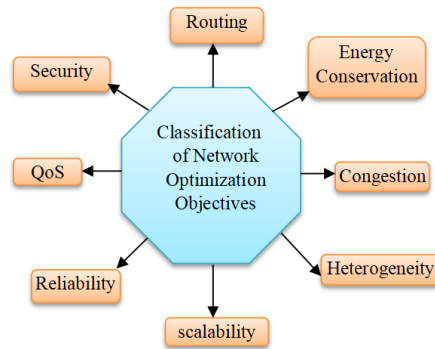 Routing
Energy
Conservation
Security
Classification
of Network
Optimization
Objectives
QoS
Congestion
Reliability
Heterogeneity
scalability